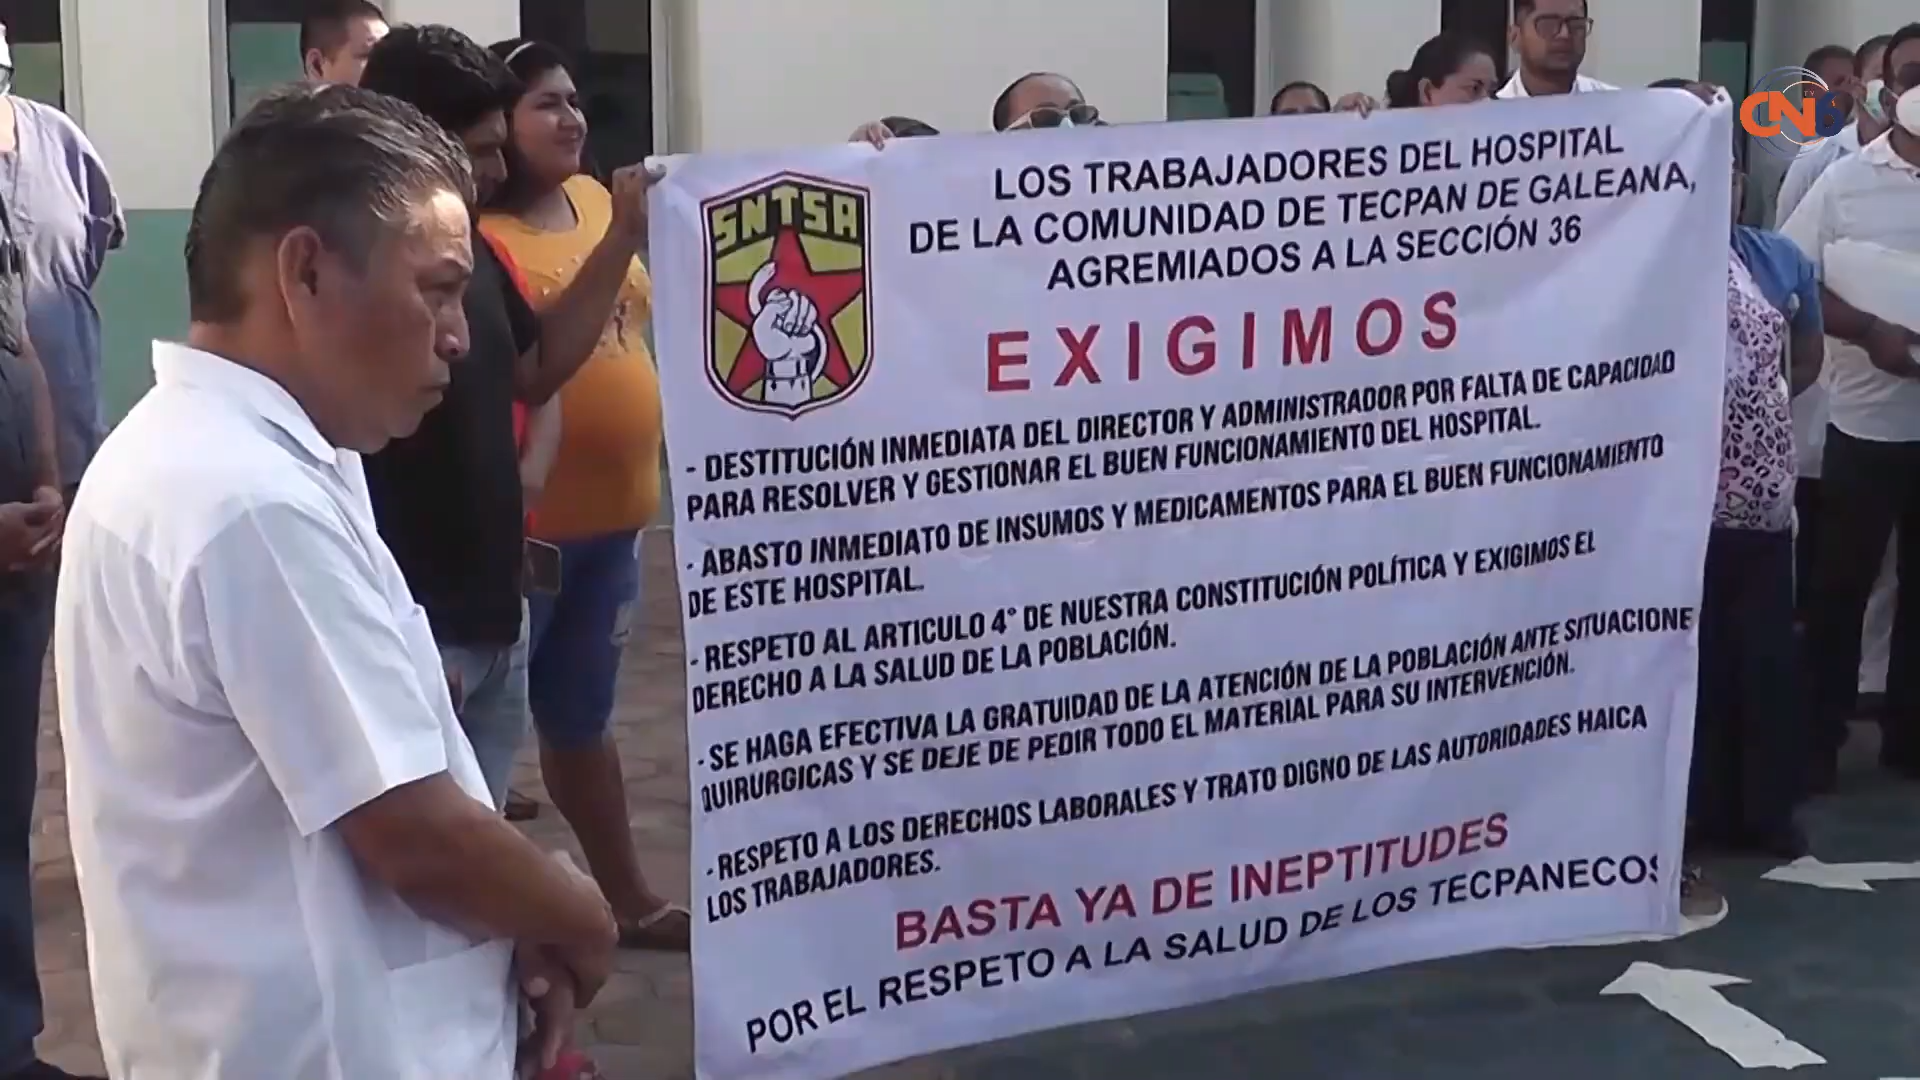 CN6
TV
SNTSA
LOS TRABAJADORES DEL HOSPITAL
DE LA COMUNIDAD DE TECPAN DE GALEANA,
AGREMIADOS A LA SECCIÓN 36
EXIGIMOS
- DESTITUCIÓN INMEDIATA DEL DIRECTOR Y ADMINISTRADOR POR FALTA DE CAPACIDAD
PARA RESOLVER Y GESTIONAR EL BUEN FUNCIONAMIENTO DEL HOSPITAL.
- ABASTO INMEDIATO DE INSUMOS Y MEDICAMENTOS PARA EL BUEN FUNCIONAMIENTO
DE ESTE HOSPITAL.
- RESPETO AL ARTICULO 4° DE NUESTRA CONSTITUCIÓN POLÍTICA Y EXIGIMOS EL
DERECHO A LA SALUD DE LA POBLACIÓN.
- SE HAGA EFECTIVA LA GRATUIDAD DE LA ATENCIÓN DE LA POBLACIÓN ANTE SITUACIONE
QUIRURGICAS Y SE DEJE DE PEDIR TODO EL MATERIAL PARA SU INTERVENCIÓN.
- RESPETO A LOS DERECHOS LABORALES Y TRATO DIGNO DE LAS AUTORIDADES HAICA
LOS TRABAJADORES.
BASTA YA DE INEPTITUDES
POR EL RESPETO A LA SALUD DE LOS TECPANECOS